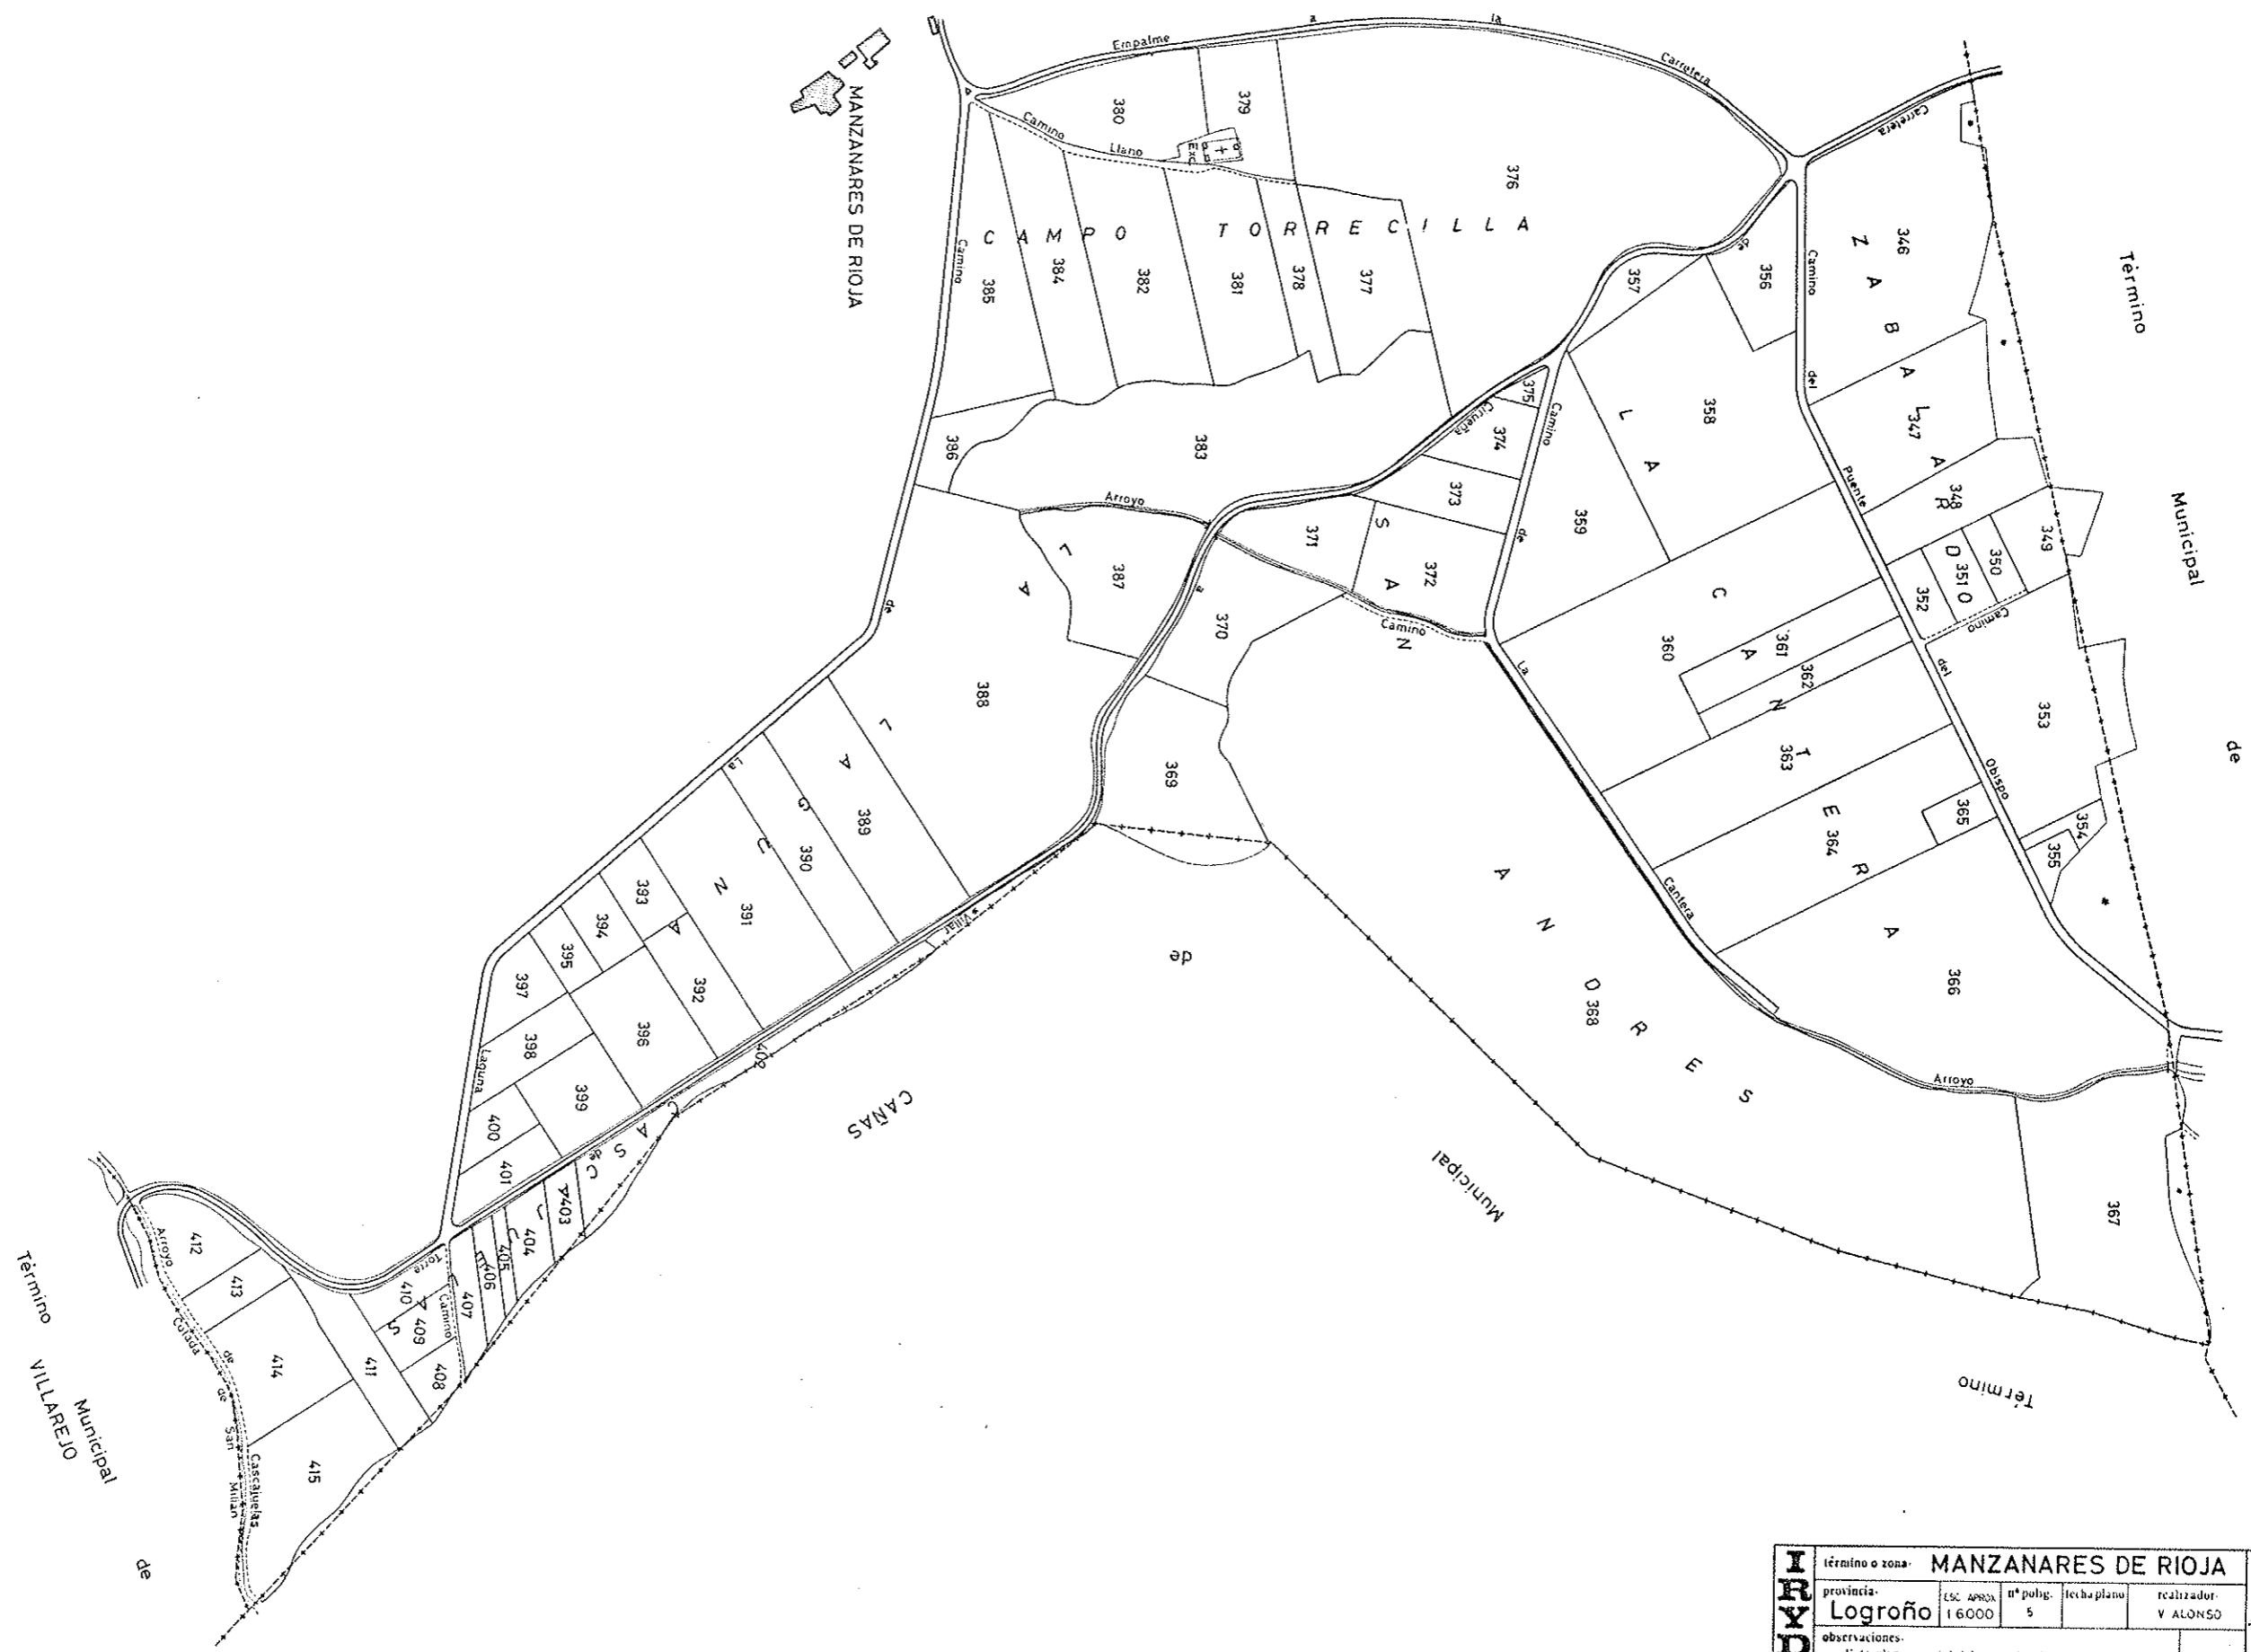 Empalme a la Carretera
Carretera
MANZANARES DE RIOJA
Camino Llano
Exc
380
379
376
CAMPO TORRECILLA
385
384
382
381
378
377
383
386
Arroyo
387
388
LA LAGUNA
Camino de La Laguna
389
390
391
392
393
394
395
396
397
398
399
400
401
402
403
404
405
406
407
408
409
410
411
412
413
414
415
Camino
Arroyo de Cascajuelas
Colada de San Millán
Término Municipal de
VILLAREJO
de Cirueña a Villar de Torre
346
347
348
349
350
351
352
353
354
355
ZABALAR
Camino del Puente del Obispo
Camino
356
357
358
359
360
361
362
363
364
365
366
LA CANTERA
Camino de La Cantera
Arroyo
375
374
373
372
371
370
369
368
367
SAN ANDRES
Camino
Término Municipal de
CAÑAS
Término Municipal de
término o zona- MANZANARES DE RIOJA
provincia- Logroño
ESC. APROX 1 6000
nº polig. 5
fecha plano
realizador- V ALONSO
observaciones-
IRYD